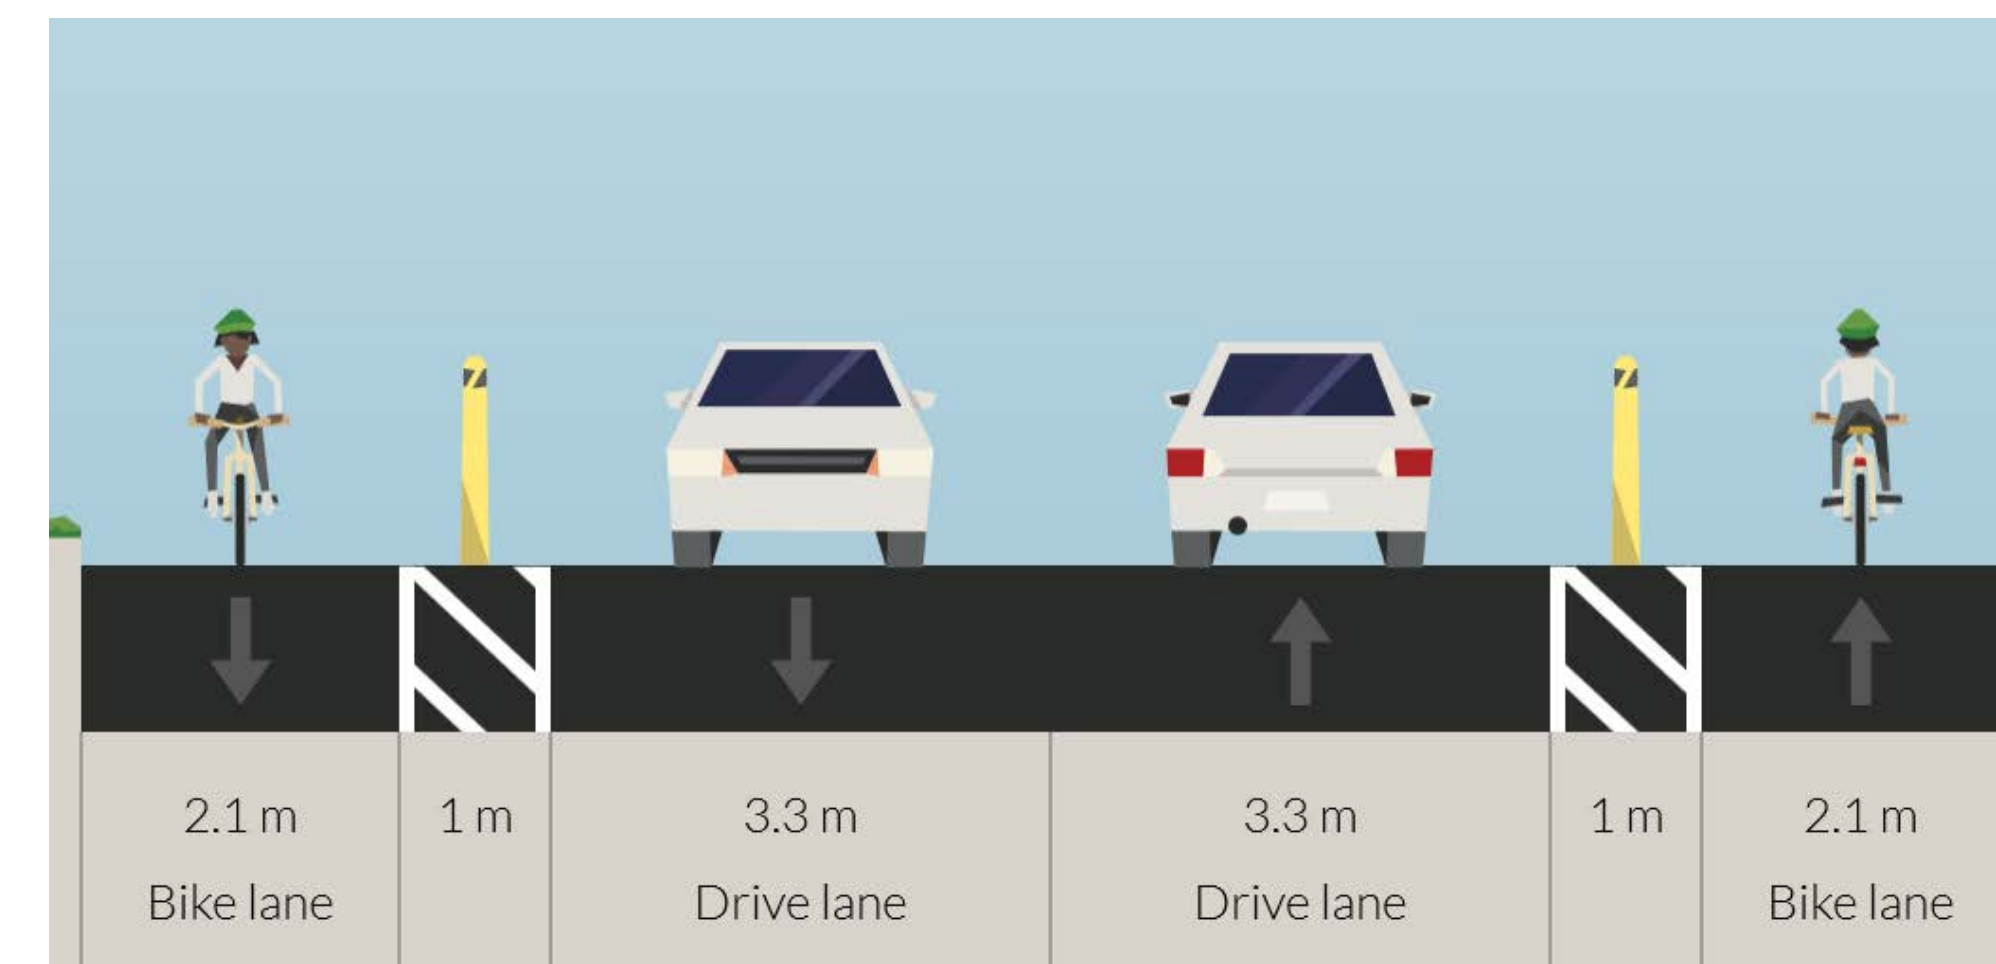 2.1 m
Bike lane
1 m
3.3 m
Drive lane
3.3 m
Drive lane
1 m
2.1 m
Bike lane